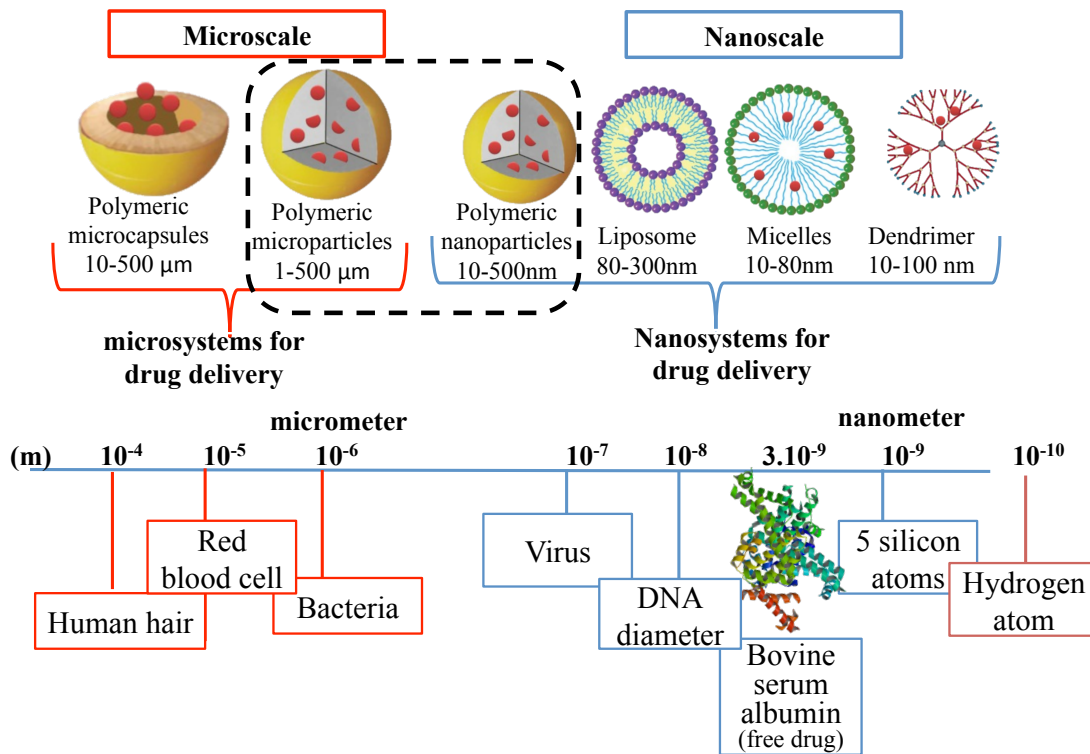 Microscale
Nanoscale
Polymeric
microcapsules
10-500 μm
Polymeric
microparticles
1-500 μm
Polymeric
nanoparticles
10-500nm
Liposome
80-300nm
Micelles
10-80nm
Dendrimer
10-100 nm
microsystems for
drug delivery
Nanosystems for
drug delivery
micrometer
nanometer
(m) 10⁻⁴ 10⁻⁵ 10⁻⁶ 10⁻⁷ 10⁻⁸ 3.10⁻⁹ 10⁻⁹ 10⁻¹⁰
Human hair
Red
blood cell
Bacteria
Virus
DNA
diameter
Bovine
serum
albumin
(free drug)
5 silicon
atoms
Hydrogen
atom